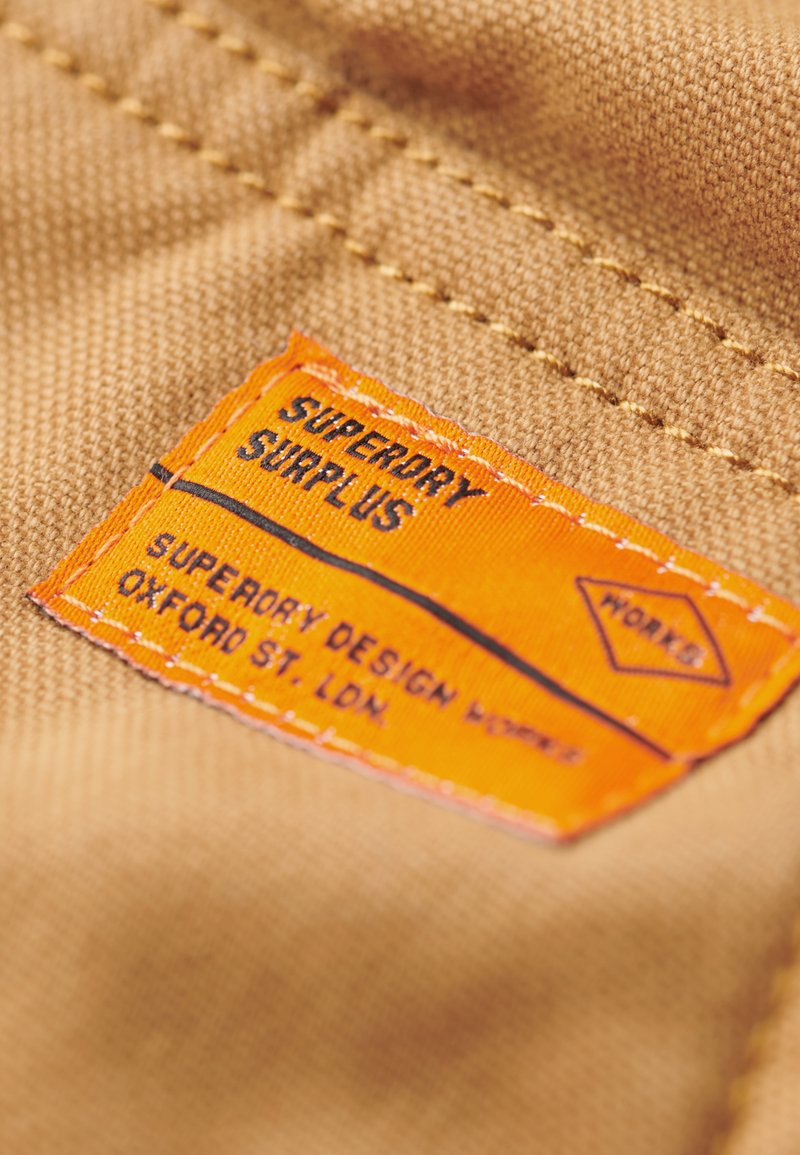 SUPERDRY
SURPLUS
WORKS.
SUPERDRY DESIGN WORKS
OXFORD ST. LDN.